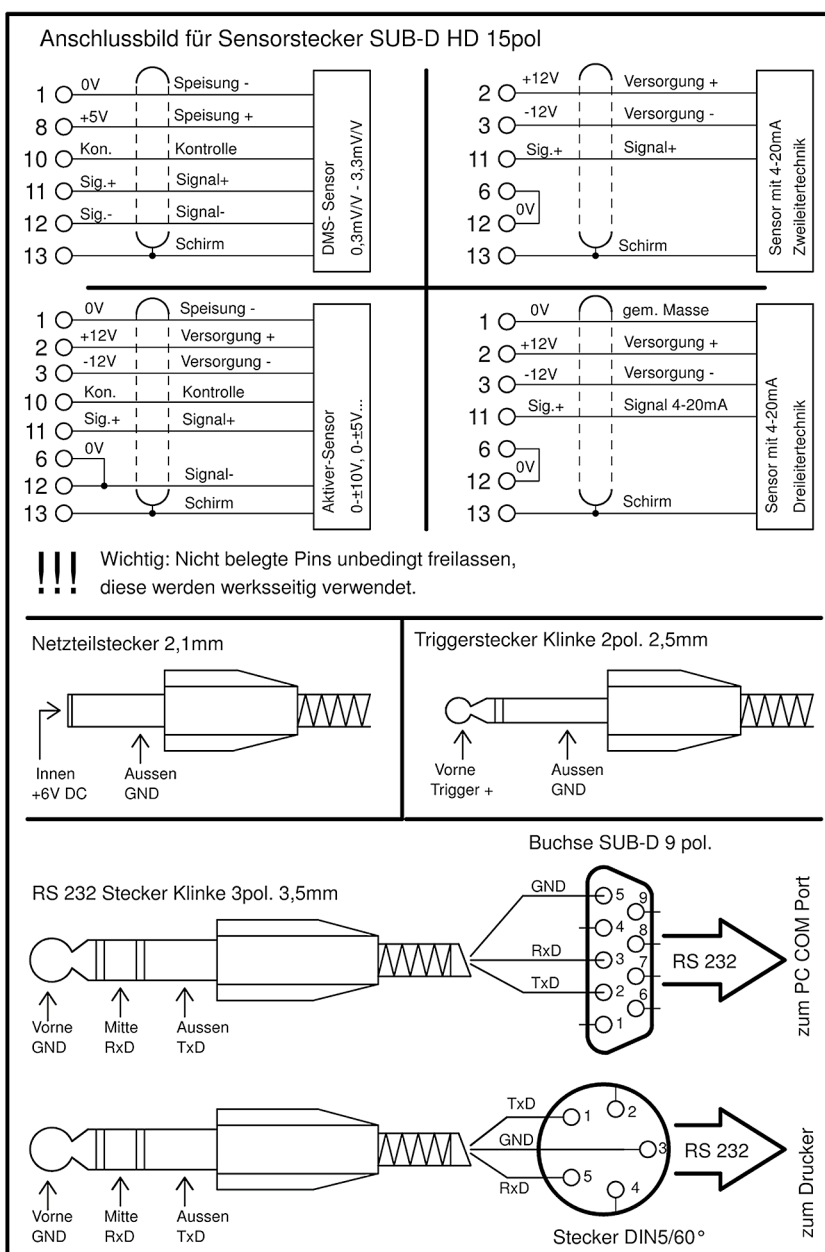 Anschlussbild für Sensorstecker SUB-D HD 15pol
1 0V Speisung -
8 +5V Speisung +
10 Kon. Kontrolle
11 Sig.+ Signal+
12 Sig.- Signal-
13 Schirm
DMS- Sensor
0,3mV/V - 3,3mV/V
2 +12V Versorgung +
3 -12V Versorgung -
11 Sig.+ Signal+
6
0V
12
13 Schirm
Sensor mit 4-20mA
Zweileitertechnik
1 0V Speisung -
2 +12V Versorgung +
3 -12V Versorgung -
10 Kon. Kontrolle
11 Sig.+ Signal+
6 0V
12 Signal-
13 Schirm
Aktiver-Sensor
0-±10V, 0-±5V...
1 0V gem. Masse
2 +12V Versorgung +
3 -12V Versorgung -
11 Sig.+ Signal 4-20mA
6
0V
12
13 Schirm
Sensor mit 4-20mA
Dreileitertechnik
!!! Wichtig: Nicht belegte Pins unbedingt freilassen,
diese werden werksseitig verwendet.
Netzteilstecker 2,1mm
Innen
+6V DC
Aussen
GND
Triggerstecker Klinke 2pol. 2,5mm
Vorne
Trigger +
Aussen
GND
Buchse SUB-D 9 pol.
RS 232 Stecker Klinke 3pol. 3,5mm
Vorne
GND
Mitte
RxD
Aussen
TxD
GND
RxD
TxD
5
9
4
8
3
7
2
6
1
RS 232
zum PC COM Port
Vorne
GND
Mitte
RxD
Aussen
TxD
TxD
GND
RxD
1
2
3
5
4
RS 232
zum Drucker
Stecker DIN5/60°